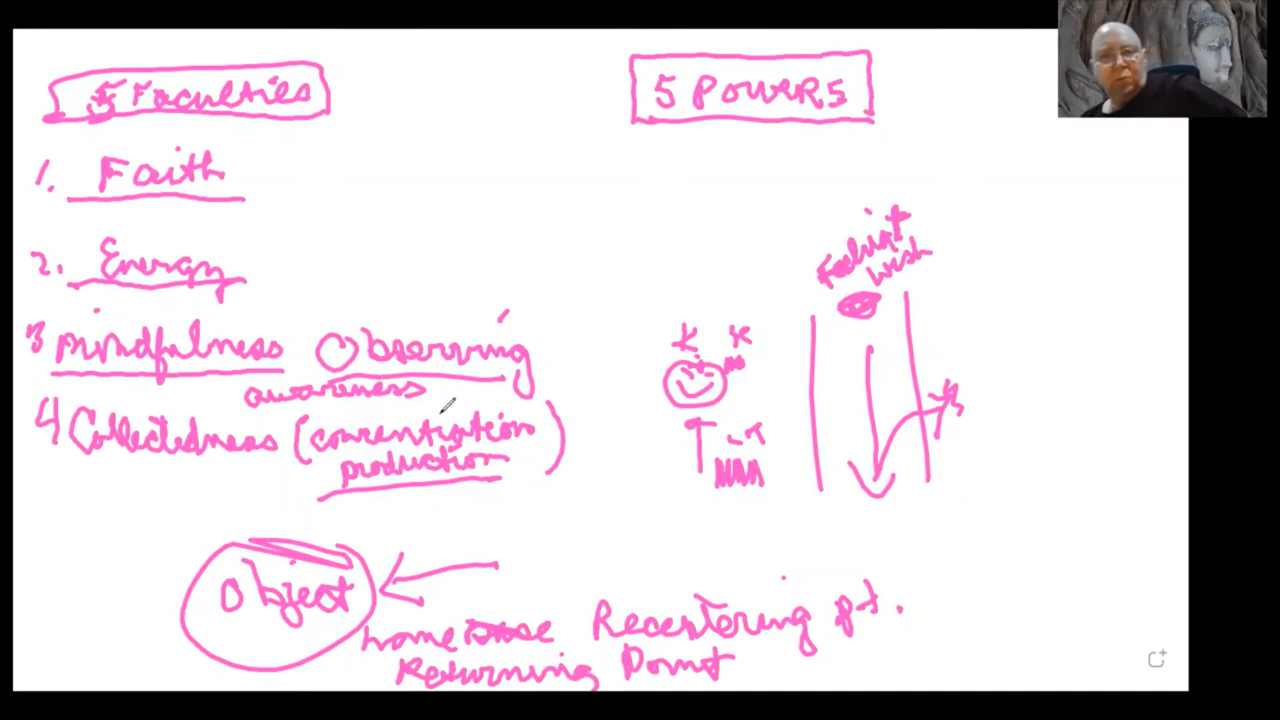 5 Faculties
5 POWERS
1. Faith
2. Energy
3 Mindfulness Observing
awareness
4 Collectedness (concentration
production)
Feeling +
wish
K K
Object
home base Recentering pt.
Returning Point